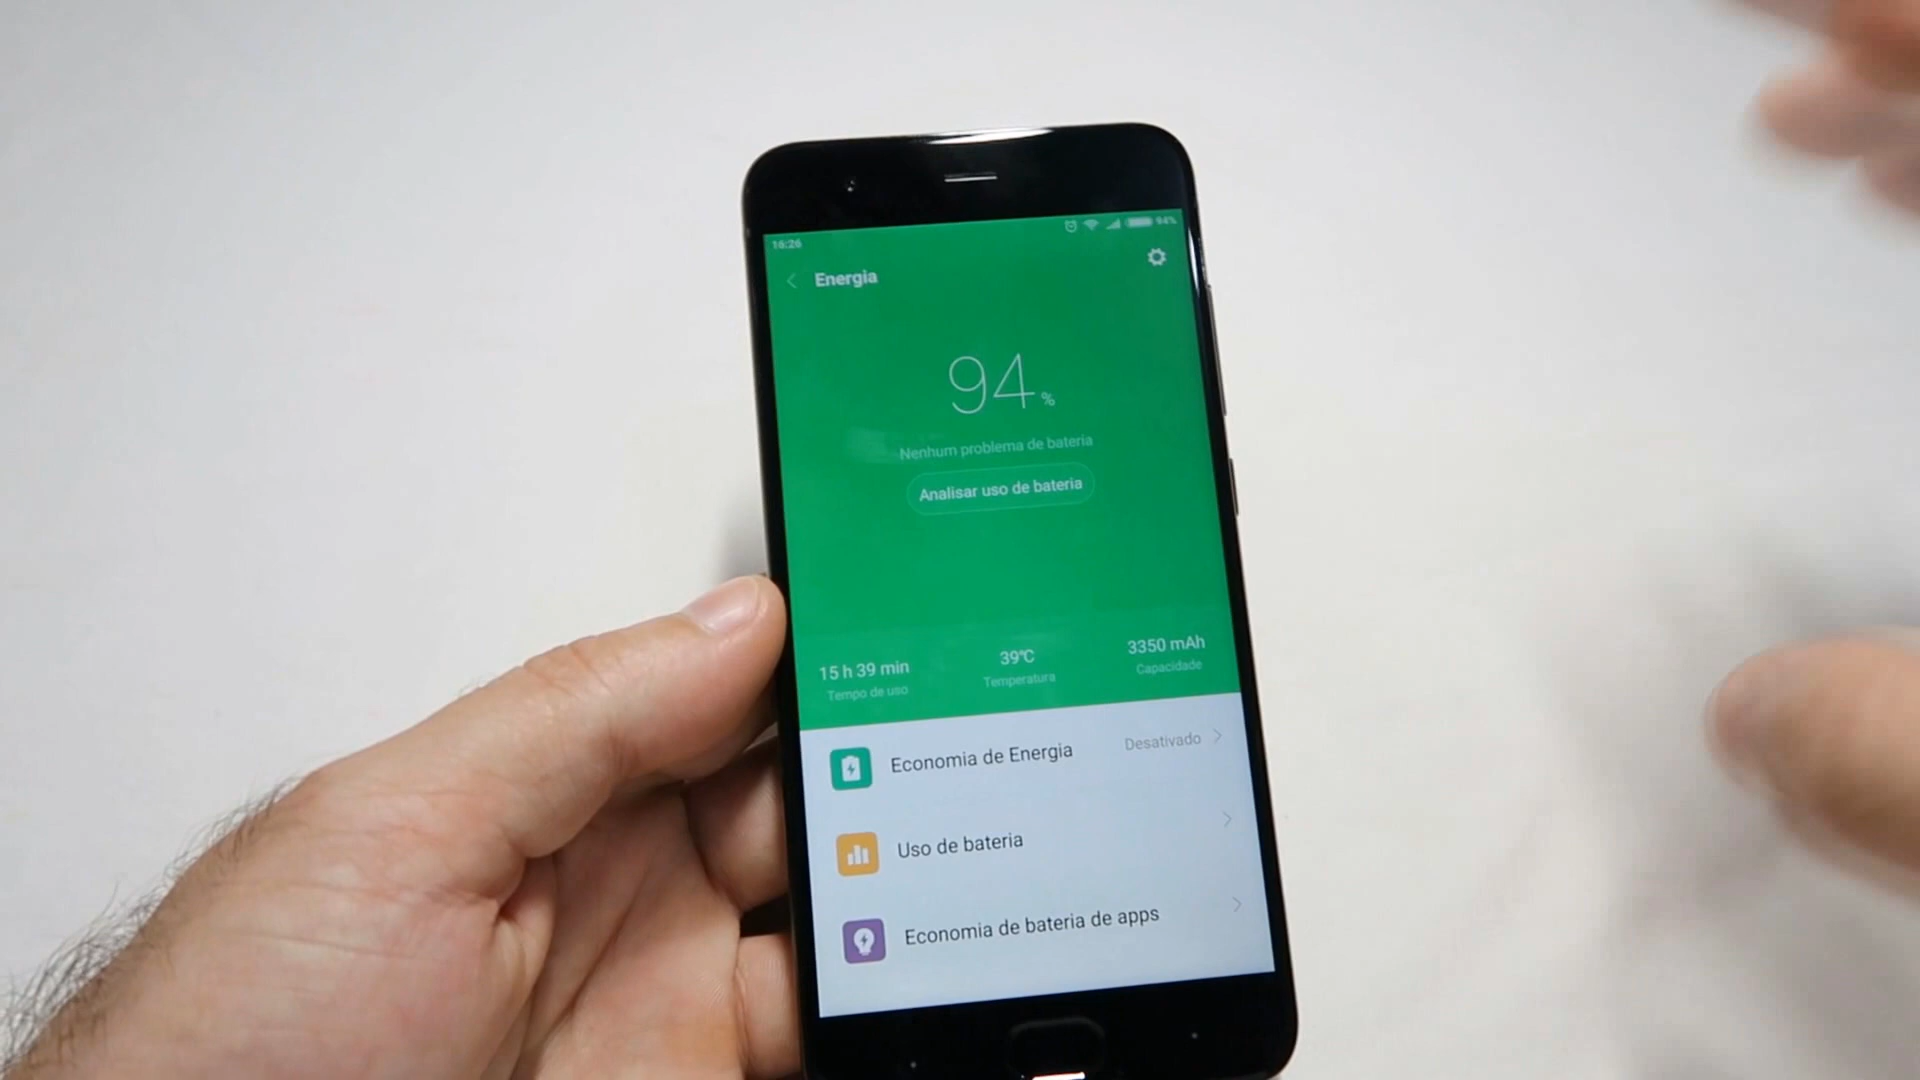 16:26
94%
Energia
94%
Nenhum problema de bateria
Analisar uso de bateria
15 h 39 min
Tempo de uso
39°C
Temperatura
3350 mAh
Capacidade
Economia de Energia
Desativado
Uso de bateria
Economia de bateria de apps